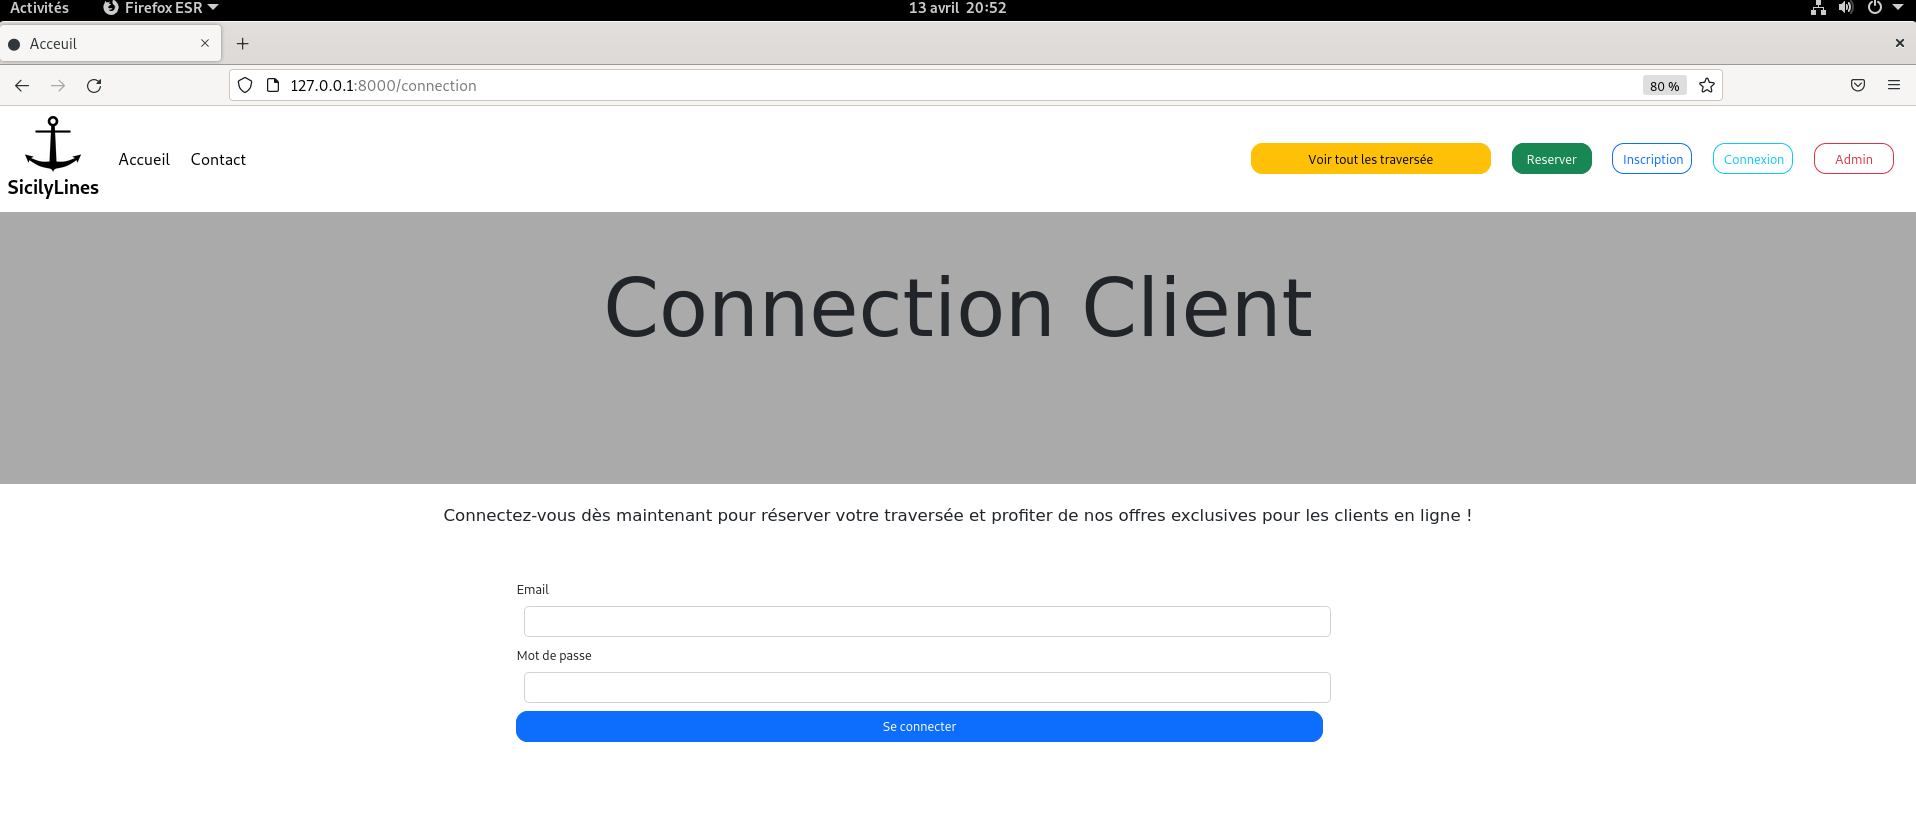 Activités Firefox ESR 13 avril 20:52
Acceuil
127.0.0.1:8000/connection 80 %
SicilyLines Accueil Contact Voir tout les traversée Reserver Inscription Connexion Admin
Connection Client
Connectez-vous dès maintenant pour réserver votre traversée et profiter de nos offres exclusives pour les clients en ligne !
Email
Mot de passe
Se connecter